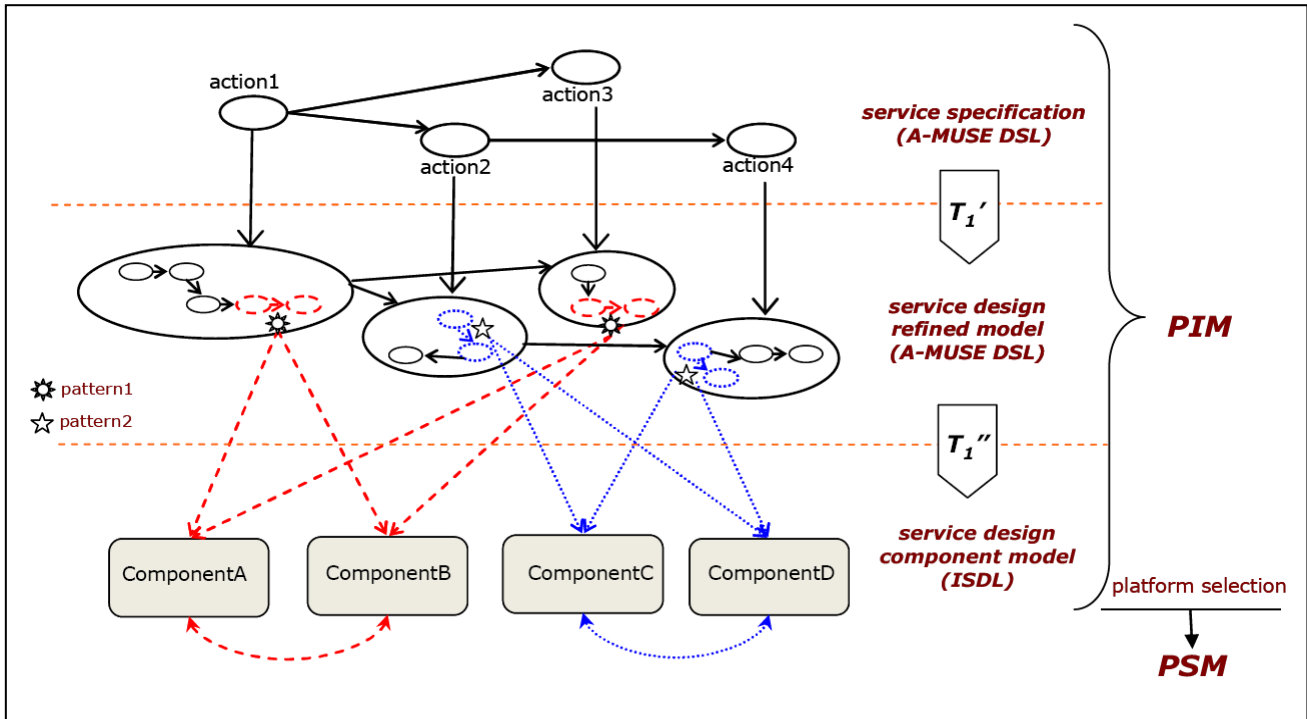 action1
action3
action2
action4
service specification
(A-MUSE DSL)
T1′
service design
refined model
(A-MUSE DSL)
PIM
pattern1
pattern2
T1″
service design
component model
(ISDL)
ComponentA
ComponentB
ComponentC
ComponentD
platform selection
PSM